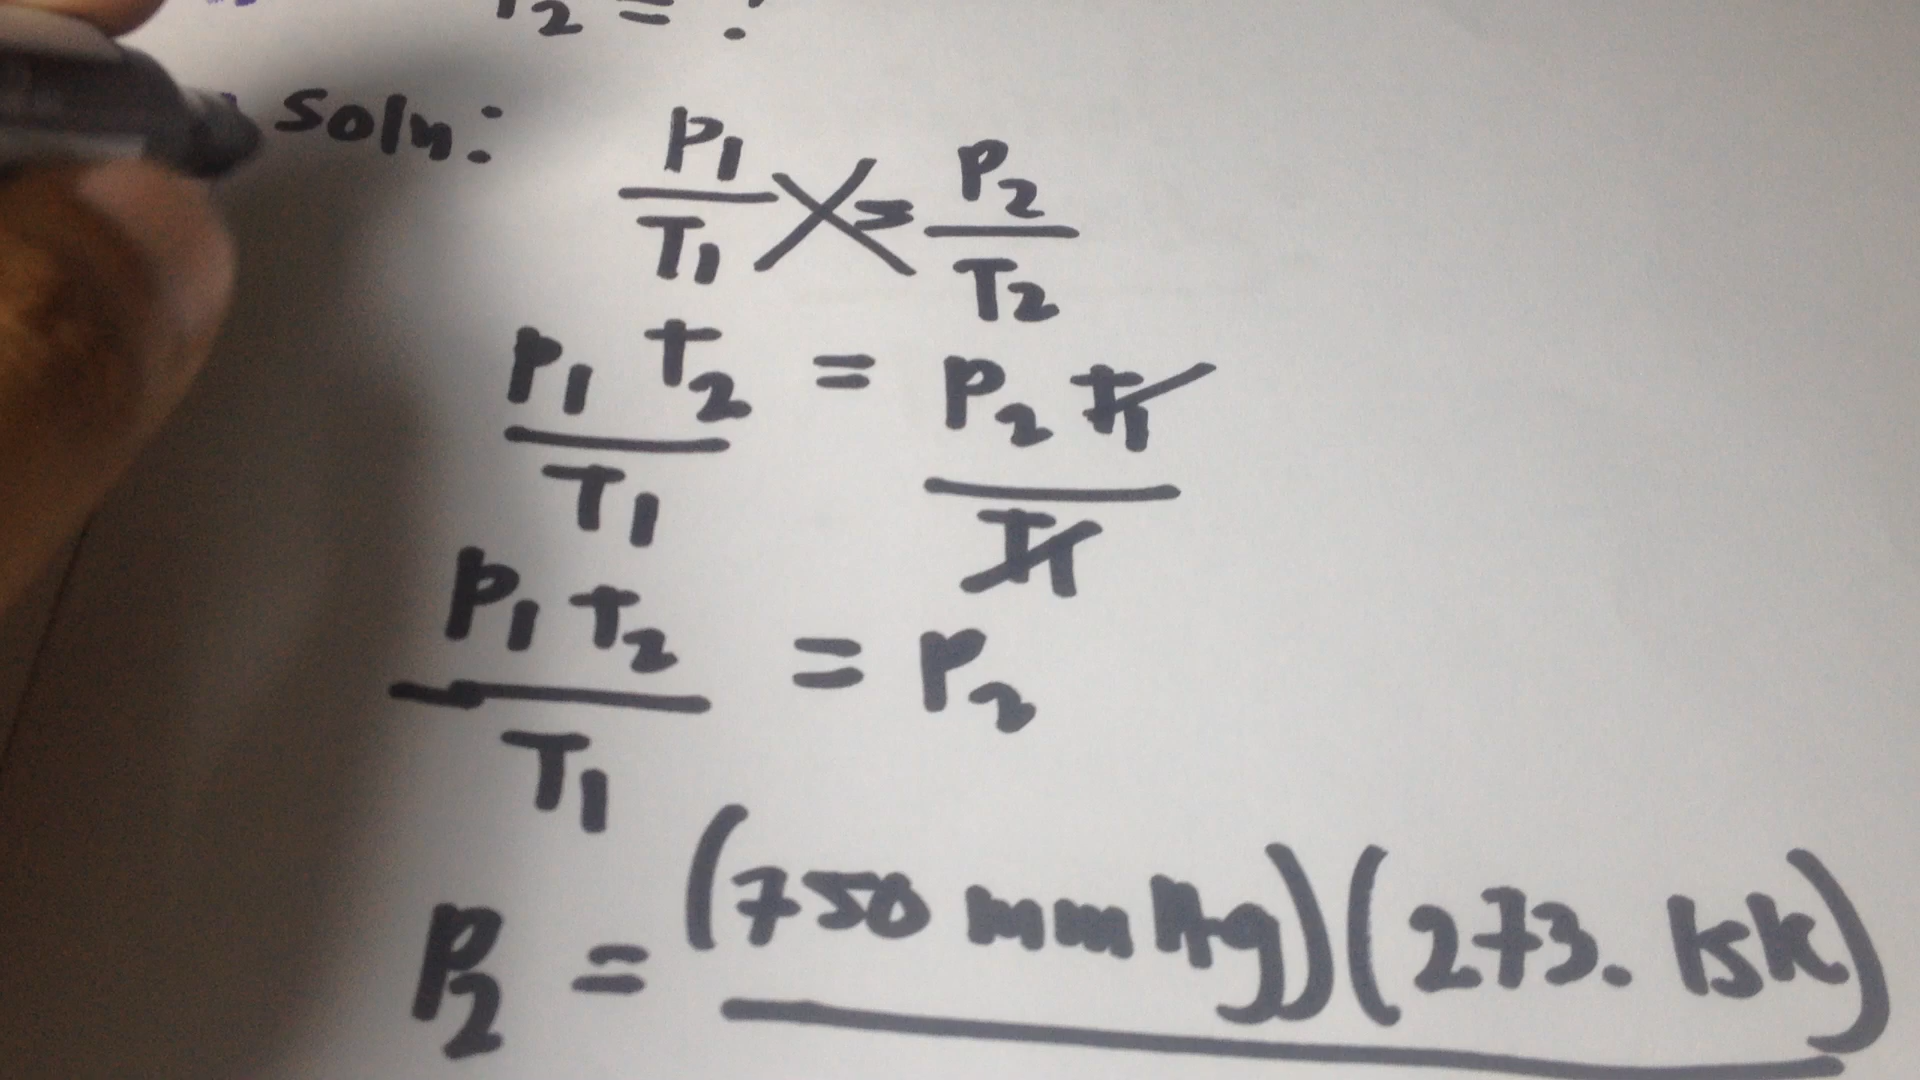 2 = ?
Soln: P1/T1 = P2/T2
P1 T2/T1 = P2 T1/T1
P1 T2/T1 = P2
P2 = (750 mmHg)(273.15K)